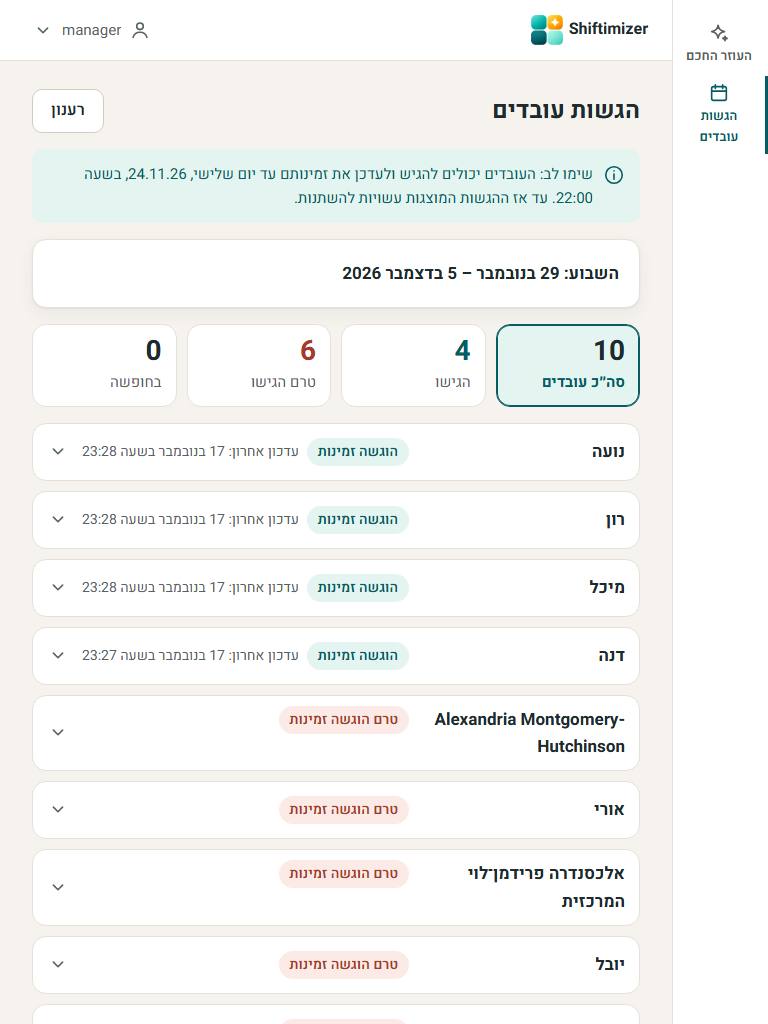 Shiftimizer
manager
העוזר החכם
הגשות
עובדים
הגשות עובדים
רענון
שימו לב: העובדים יכולים להגיש ולעדכן את זמינותם עד יום שלישי, 24.11.26, בשעה
22:00. עד אז ההגשות המוצגות עשויות להשתנות.
השבוע: 29 בנובמבר – 5 בדצמבר 2026
10
סה״כ עובדים
4
הגישו
6
טרם הגישו
0
בחופשה
נועה הוגשה זמינות עדכון אחרון: 17 בנובמבר בשעה 23:28
רון הוגשה זמינות עדכון אחרון: 17 בנובמבר בשעה 23:28
מיכל הוגשה זמינות עדכון אחרון: 17 בנובמבר בשעה 23:28
דנה הוגשה זמינות עדכון אחרון: 17 בנובמבר בשעה 23:27
Alexandria Montgomery-
Hutchinson
טרם הוגשה זמינות
אורי טרם הוגשה זמינות
אלכסנדרה פרידמן־לוי
המרכזית
טרם הוגשה זמינות
יובל טרם הוגשה זמינות